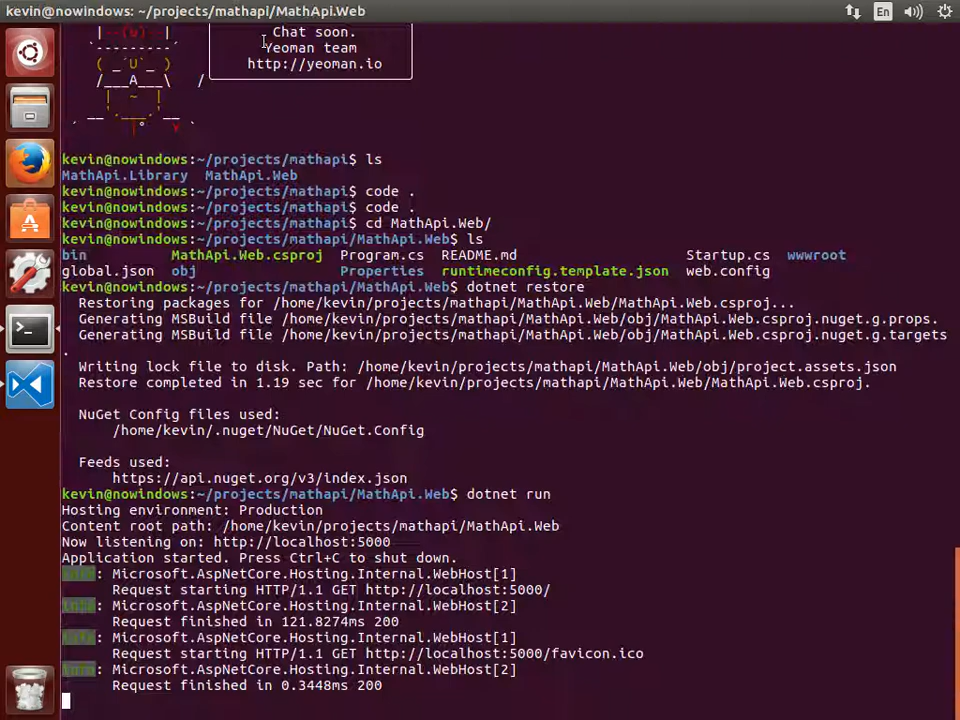 kevin@nowindows: ~/projects/mathapi/MathApi.Web
En
|--(u)--|
Chat soon.
`---------´
Yeoman team
( _´U`_ )
http://yeoman.io
/___A___\   /
|  ~  |
__'.___.'__
´   `  |° ´ Y `
kevin@nowindows:~/projects/mathapi$ ls
MathApi.Library  MathApi.Web
kevin@nowindows:~/projects/mathapi$ code .
kevin@nowindows:~/projects/mathapi$ code .
kevin@nowindows:~/projects/mathapi$ cd MathApi.Web/
kevin@nowindows:~/projects/mathapi/MathApi.Web$ ls
bin          MathApi.Web.csproj  Program.cs  README.md                    Startup.cs  wwwroot
global.json  obj                 Properties  runtimeconfig.template.json  web.config
kevin@nowindows:~/projects/mathapi/MathApi.Web$ dotnet restore
  Restoring packages for /home/kevin/projects/mathapi/MathApi.Web/MathApi.Web.csproj...
  Generating MSBuild file /home/kevin/projects/mathapi/MathApi.Web/obj/MathApi.Web.csproj.nuget.g.props.
  Generating MSBuild file /home/kevin/projects/mathapi/MathApi.Web/obj/MathApi.Web.csproj.nuget.g.targets
.
  Writing lock file to disk. Path: /home/kevin/projects/mathapi/MathApi.Web/obj/project.assets.json
  Restore completed in 1.19 sec for /home/kevin/projects/mathapi/MathApi.Web/MathApi.Web.csproj.
  NuGet Config files used:
      /home/kevin/.nuget/NuGet/NuGet.Config
  Feeds used:
      https://api.nuget.org/v3/index.json
kevin@nowindows:~/projects/mathapi/MathApi.Web$ dotnet run
Hosting environment: Production
Content root path: /home/kevin/projects/mathapi/MathApi.Web
Now listening on: http://localhost:5000
Application started. Press Ctrl+C to shut down.
info: Microsoft.AspNetCore.Hosting.Internal.WebHost[1]
      Request starting HTTP/1.1 GET http://localhost:5000/
info: Microsoft.AspNetCore.Hosting.Internal.WebHost[2]
      Request finished in 121.8274ms 200
info: Microsoft.AspNetCore.Hosting.Internal.WebHost[1]
      Request starting HTTP/1.1 GET http://localhost:5000/favicon.ico
info: Microsoft.AspNetCore.Hosting.Internal.WebHost[2]
      Request finished in 0.3448ms 200